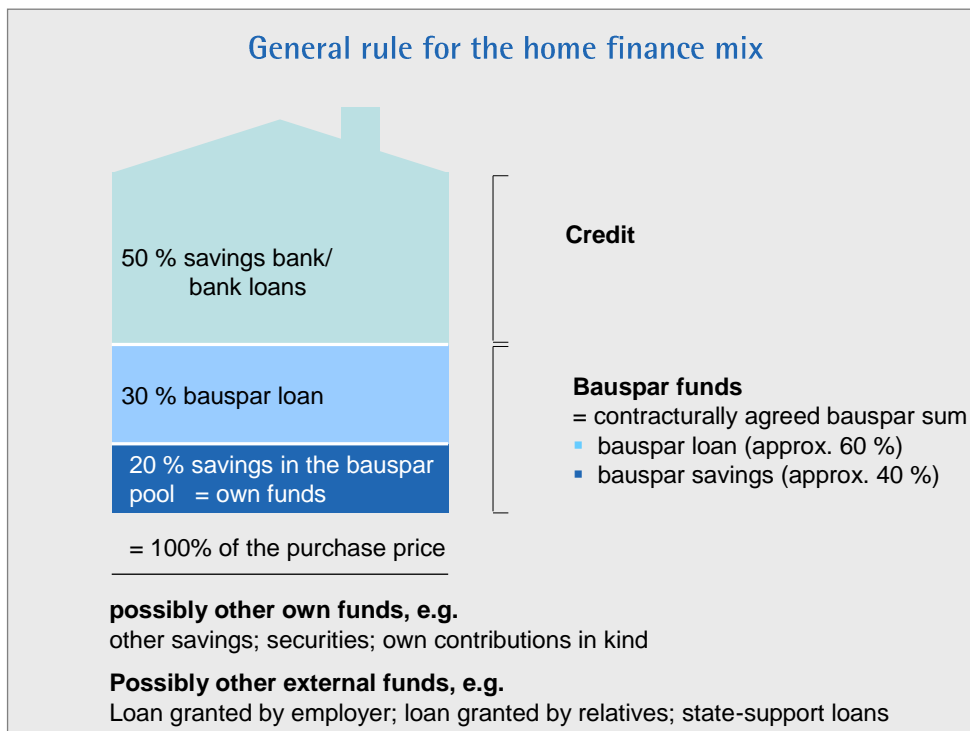 General rule for the home finance mix
50 % savings bank/
bank loans
Credit
30 % bauspar loan
Bauspar funds
= contracturally agreed bauspar sum
bauspar loan (approx. 60 %)
bauspar savings (approx. 40 %)
20 % savings in the bauspar
pool = own funds
= 100% of the purchase price
possibly other own funds, e.g.
other savings; securities; own contributions in kind
Possibly other external funds, e.g.
Loan granted by employer; loan granted by relatives; state-support loans